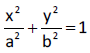 x²/a² + y²/b² = 1